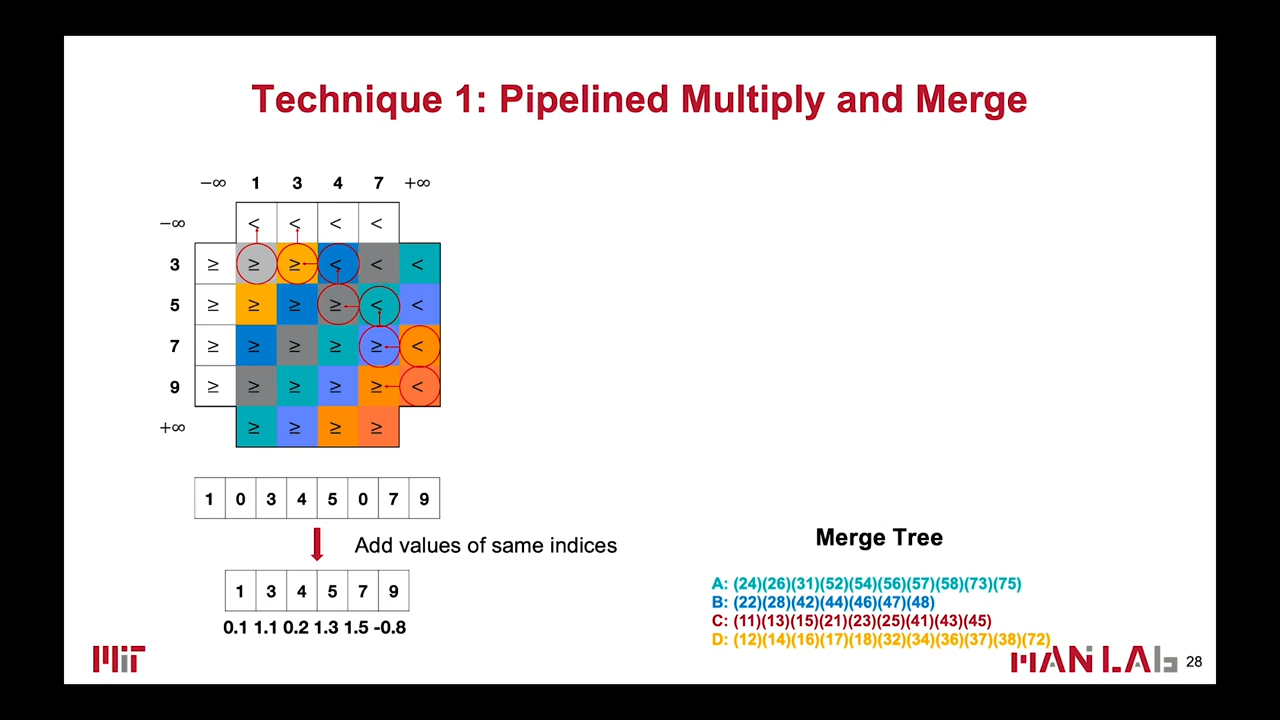 Technique 1: Pipelined Multiply and Merge
−∞ 1 3 4 7 +∞
−∞ < < < <
3 ≥ ≥ ≥ < < <
5 ≥ ≥ ≥ ≥ < <
7 ≥ ≥ ≥ ≥ ≥ <
9 ≥ ≥ ≥ ≥ ≥ <
+∞ ≥ ≥ ≥ ≥
1 0 3 4 5 0 7 9
Add values of same indices
1 3 4 5 7 9
0.1 1.1 0.2 1.3 1.5 -0.8
Merge Tree
A: (24)(26)(31)(52)(54)(56)(57)(58)(73)(75)
B: (22)(28)(42)(44)(46)(47)(48)
C: (11)(13)(15)(21)(23)(25)(41)(43)(45)
D: (12)(14)(16)(17)(18)(32)(34)(36)(37)(38)(72)
MIT
HAN LAB
28